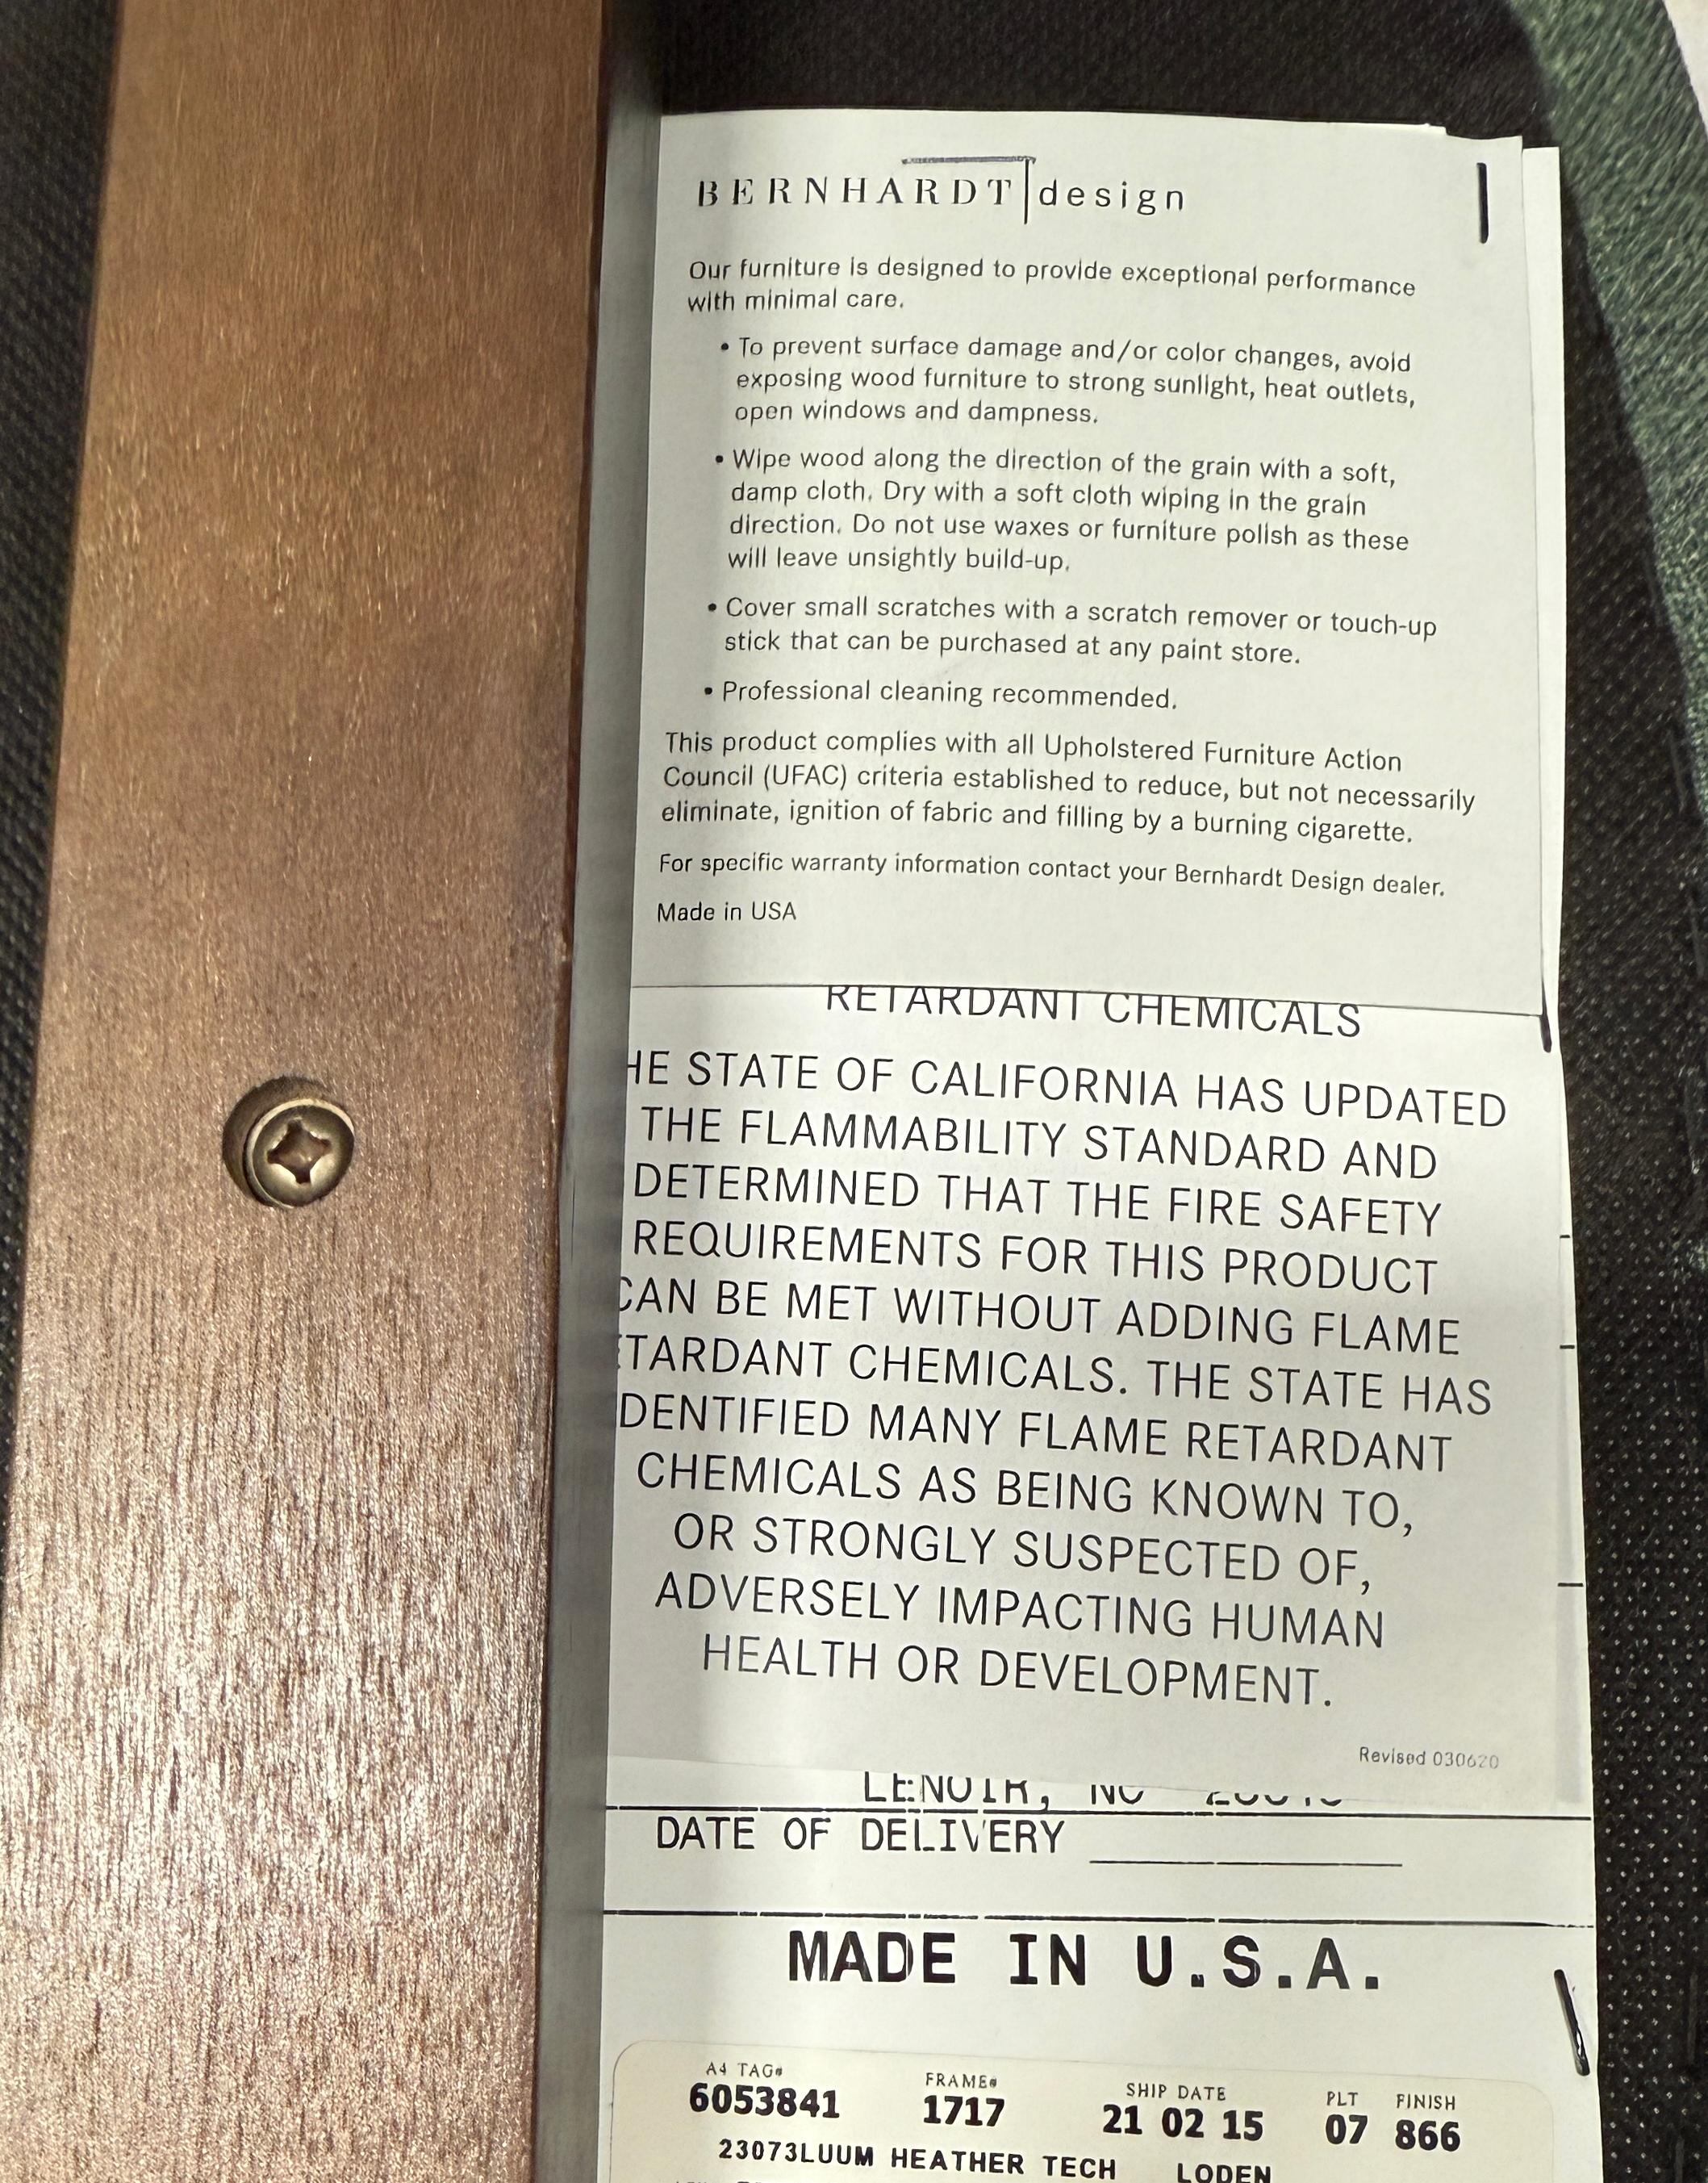 BERNHARDT design
Our furniture is designed to provide exceptional performance
with minimal care.
• To prevent surface damage and/or color changes, avoid
exposing wood furniture to strong sunlight, heat outlets,
open windows and dampness.
• Wipe wood along the direction of the grain with a soft,
damp cloth. Dry with a soft cloth wiping in the grain
direction. Do not use waxes or furniture polish as these
will leave unsightly build-up.
• Cover small scratches with a scratch remover or touch-up
stick that can be purchased at any paint store.
• Professional cleaning recommended.
This product complies with all Upholstered Furniture Action
Council (UFAC) criteria established to reduce, but not necessarily
eliminate, ignition of fabric and filling by a burning cigarette.
For specific warranty information contact your Bernhardt Design dealer.
Made in USA
RETARDANT CHEMICALS
HE STATE OF CALIFORNIA HAS UPDATED
THE FLAMMABILITY STANDARD AND
DETERMINED THAT THE FIRE SAFETY
REQUIREMENTS FOR THIS PRODUCT
CAN BE MET WITHOUT ADDING FLAME
TARDANT CHEMICALS. THE STATE HAS
DENTIFIED MANY FLAME RETARDANT
CHEMICALS AS BEING KNOWN TO,
OR STRONGLY SUSPECTED OF,
ADVERSELY IMPACTING HUMAN
HEALTH OR DEVELOPMENT.
Revised 030620
LENOIR, NC
DATE OF DELIVERY
MADE IN U.S.A.
A4 TAG# FRAME# SHIP DATE PLT FINISH
6053841 1717 21 02 15 07 866
23073LUUM HEATHER TECH LODEN